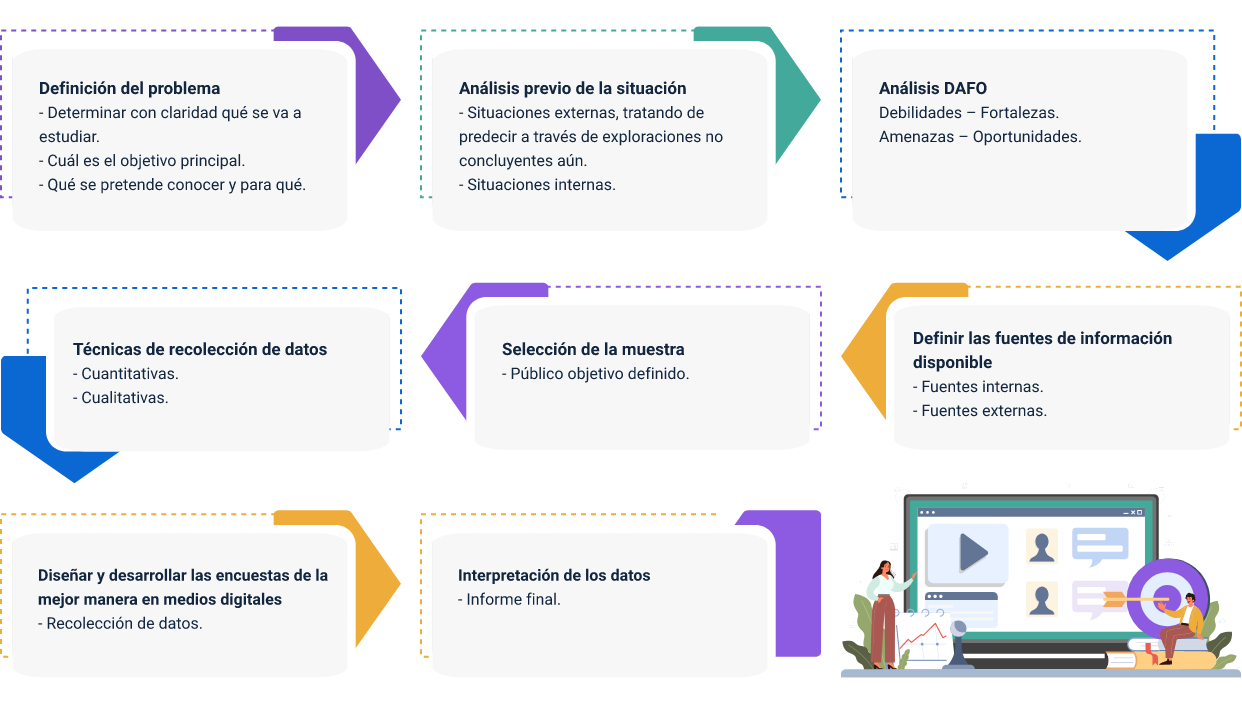 Definición del problema
- Determinar con claridad qué se va a
estudiar.
- Cuál es el objetivo principal.
- Qué se pretende conocer y para qué.
Análisis previo de la situación
- Situaciones externas, tratando de
predecir a través de exploraciones no
concluyentes aún.
- Situaciones internas.
Análisis DAFO
Debilidades – Fortalezas.
Amenazas – Oportunidades.
Definir las fuentes de información
disponible
- Fuentes internas.
- Fuentes externas.
Selección de la muestra
- Público objetivo definido.
Técnicas de recolección de datos
- Cuantitativas.
- Cualitativas.
Diseñar y desarrollar las encuestas de la
mejor manera en medios digitales
- Recolección de datos.
Interpretación de los datos
- Informe final.